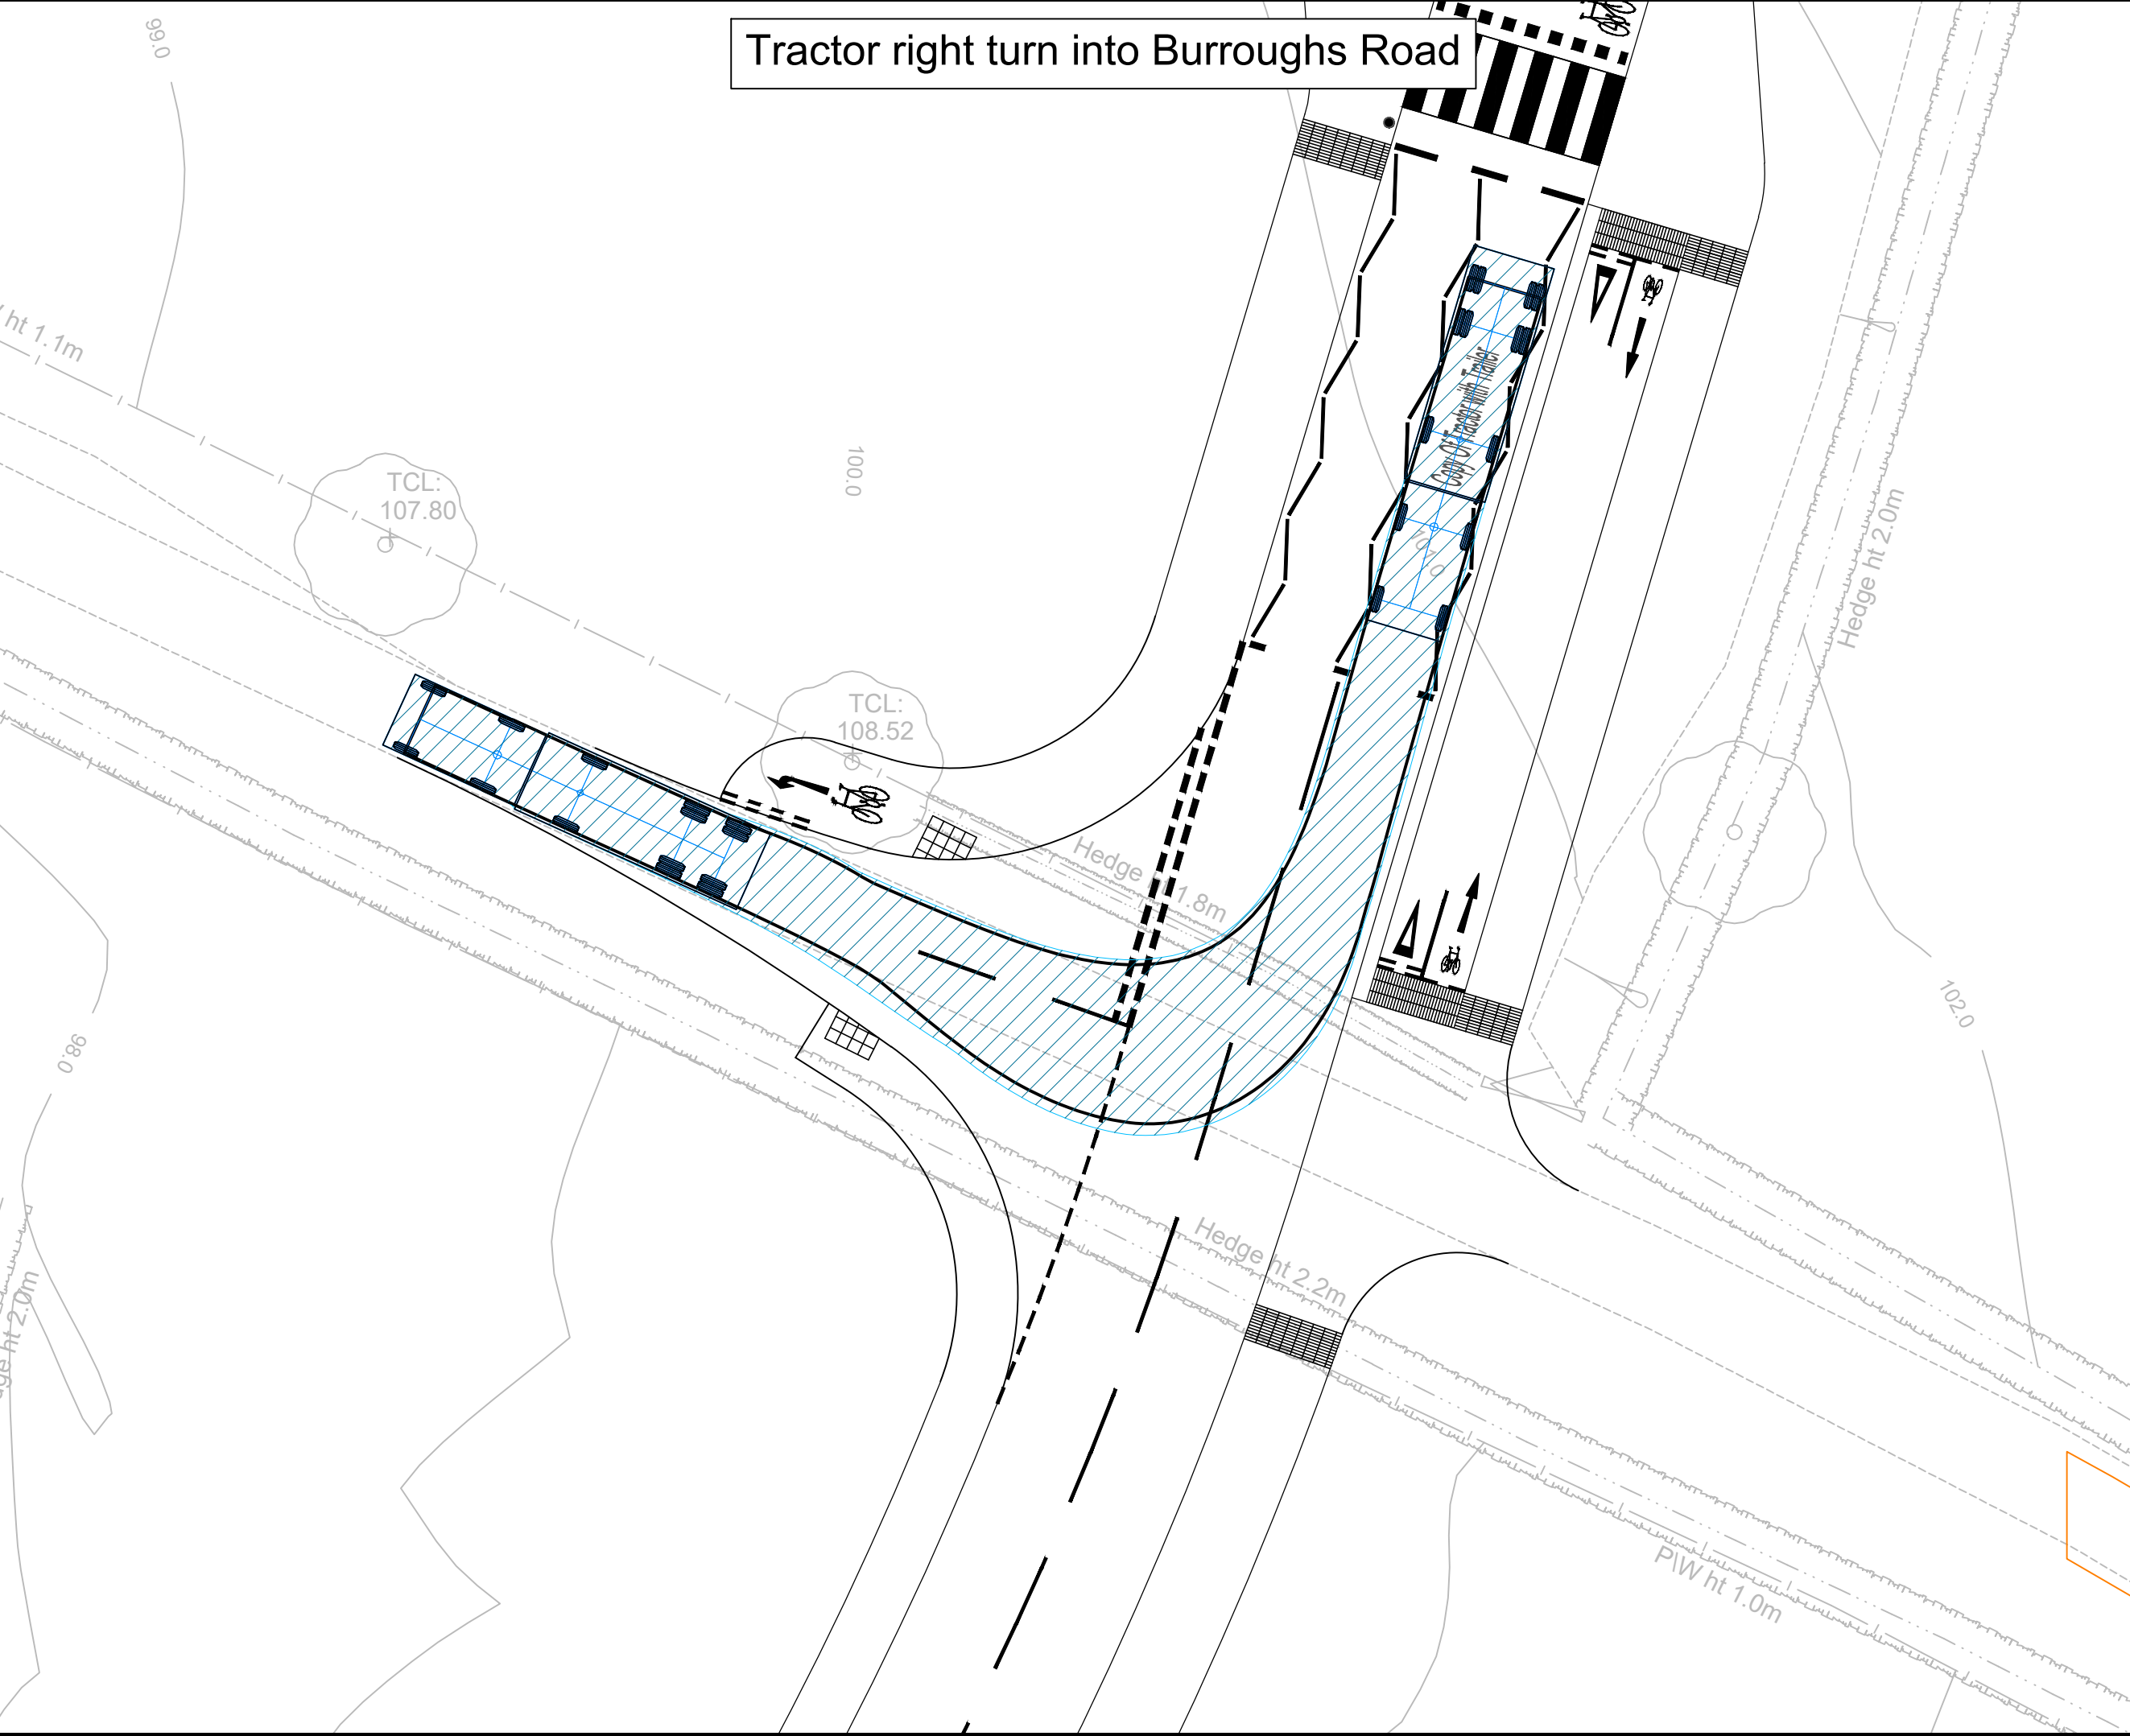 Tractor right turn into Burroughs Road
99.0
ht 1.1m
TCL:
107.80
100.0
Copy Of Tractor with Trailer
101.0
Hedge ht 2.0m
TCL:
108.52
Hedge ht 1.8m
102.0
98.0
Hedge ht 2.2m
ht 2.0m
P\W ht 1.0m